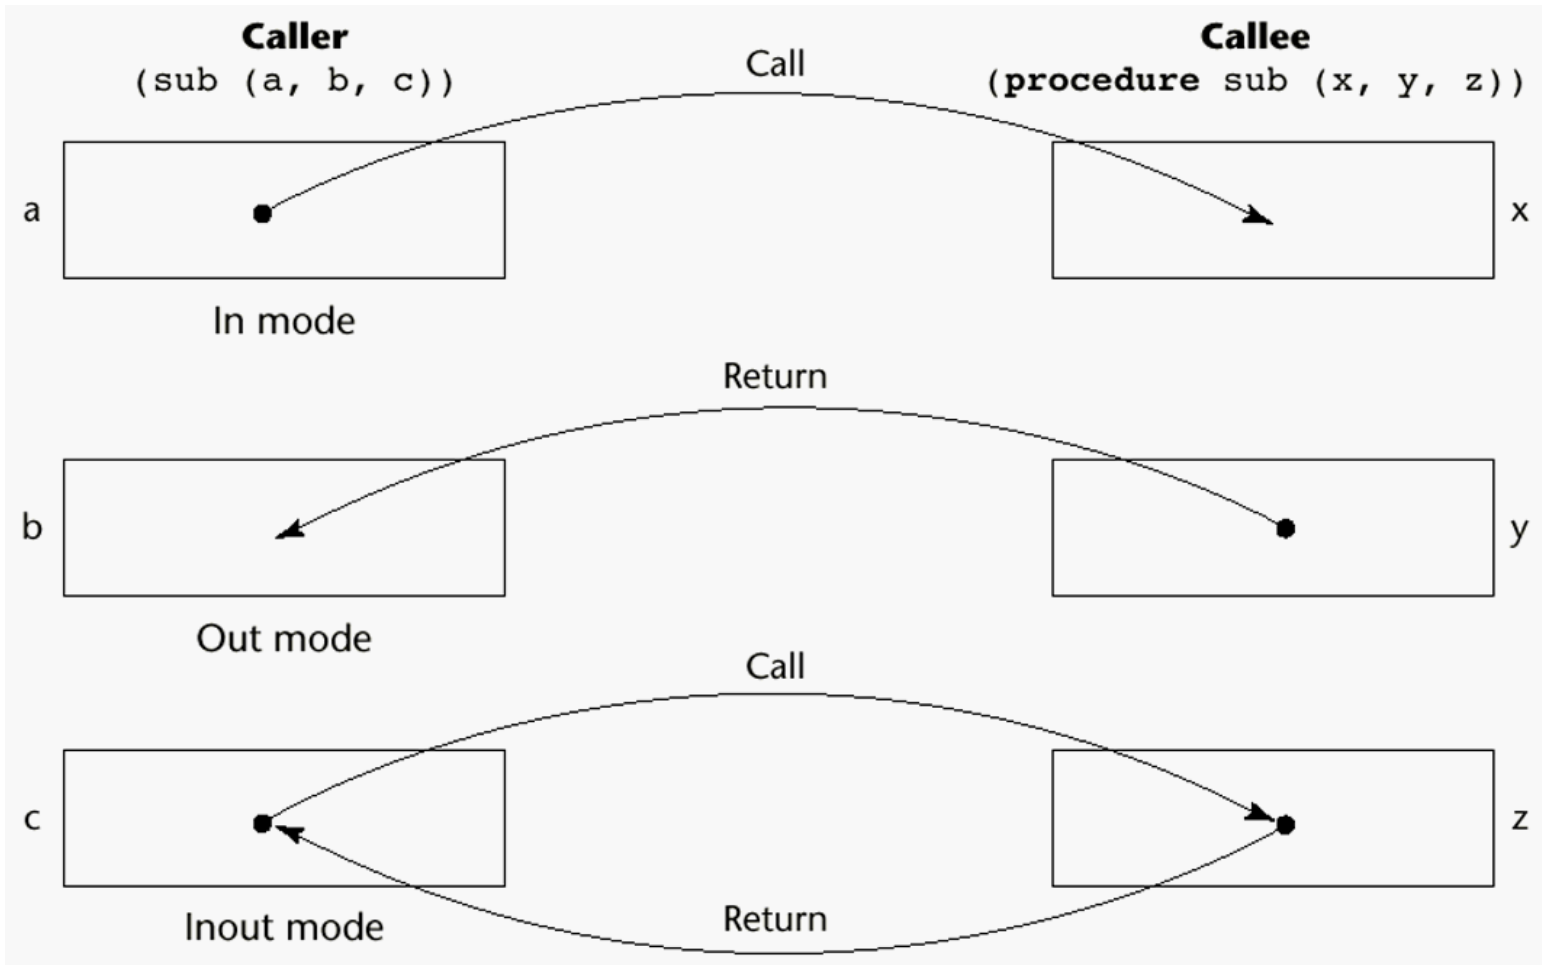 Caller
(sub (a, b, c))
Call
Callee
(procedure sub (x, y, z))
a
x
In mode
Return
b
y
Out mode
Call
c
z
Inout mode
Return